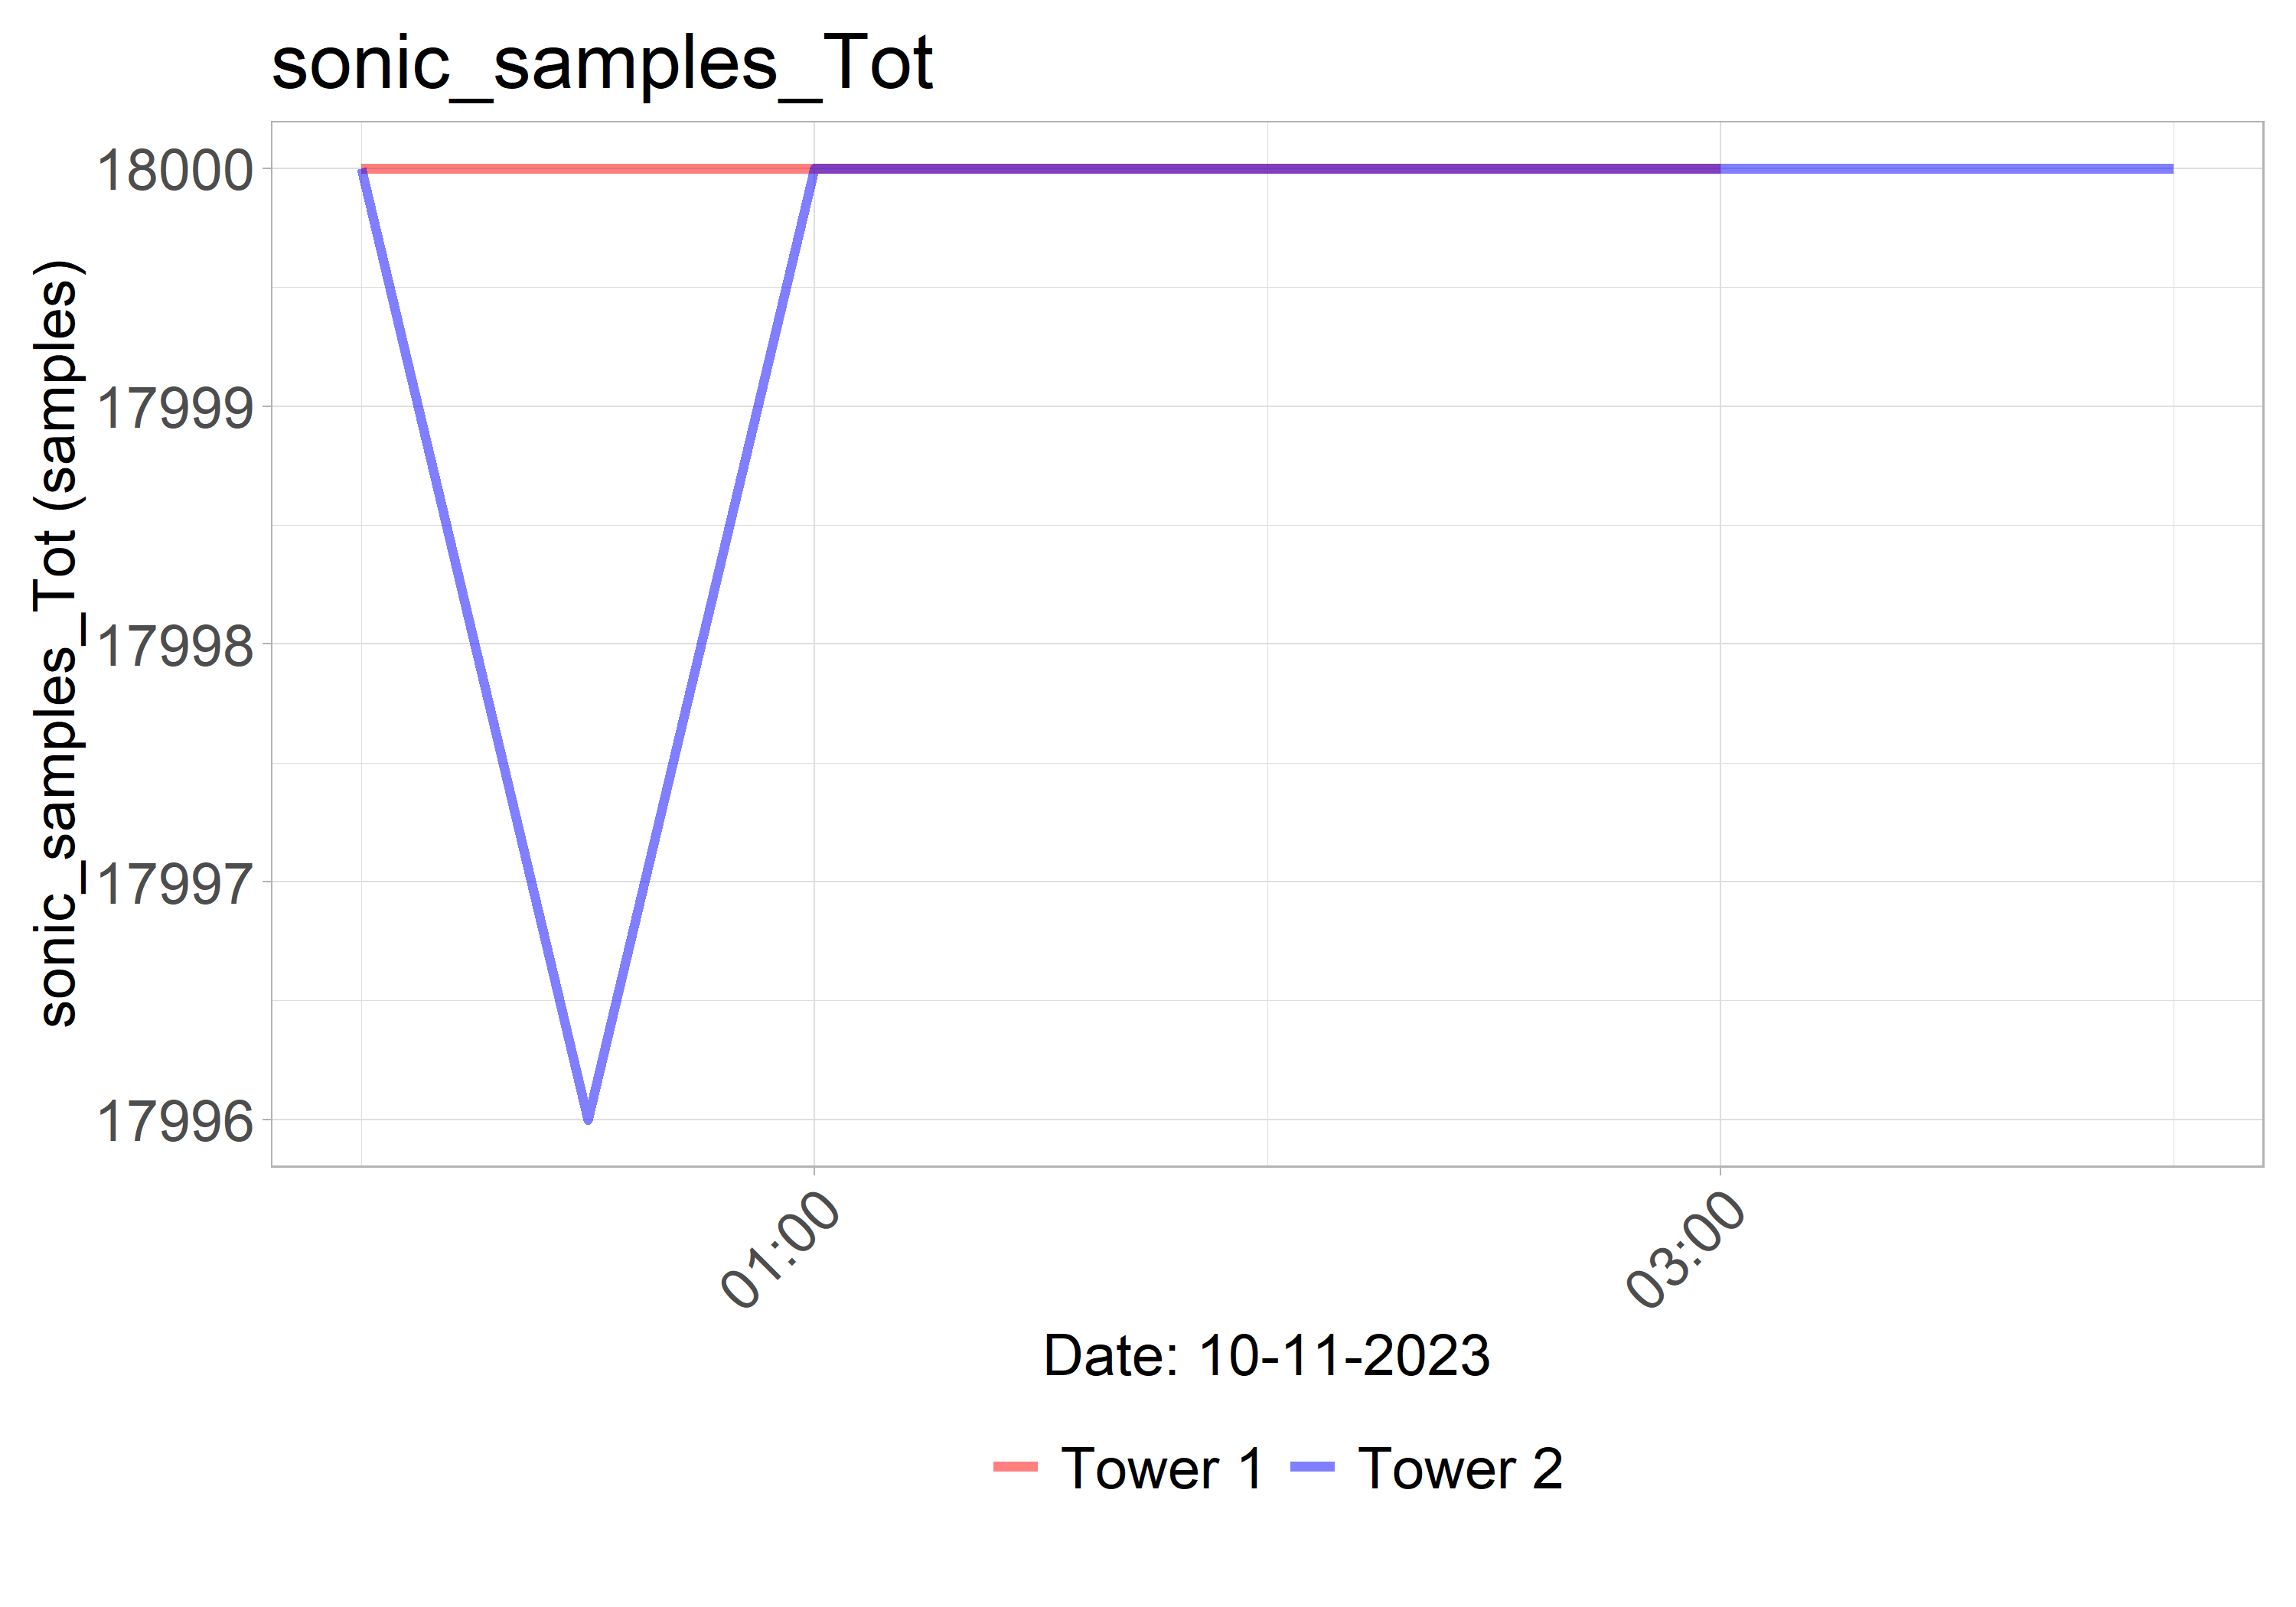 sonic_samples_Tot
sonic_samples_Tot (samples)
18000
17999
17998
17997
17996
01:00
03:00
Date: 10-11-2023
Tower 1
Tower 2